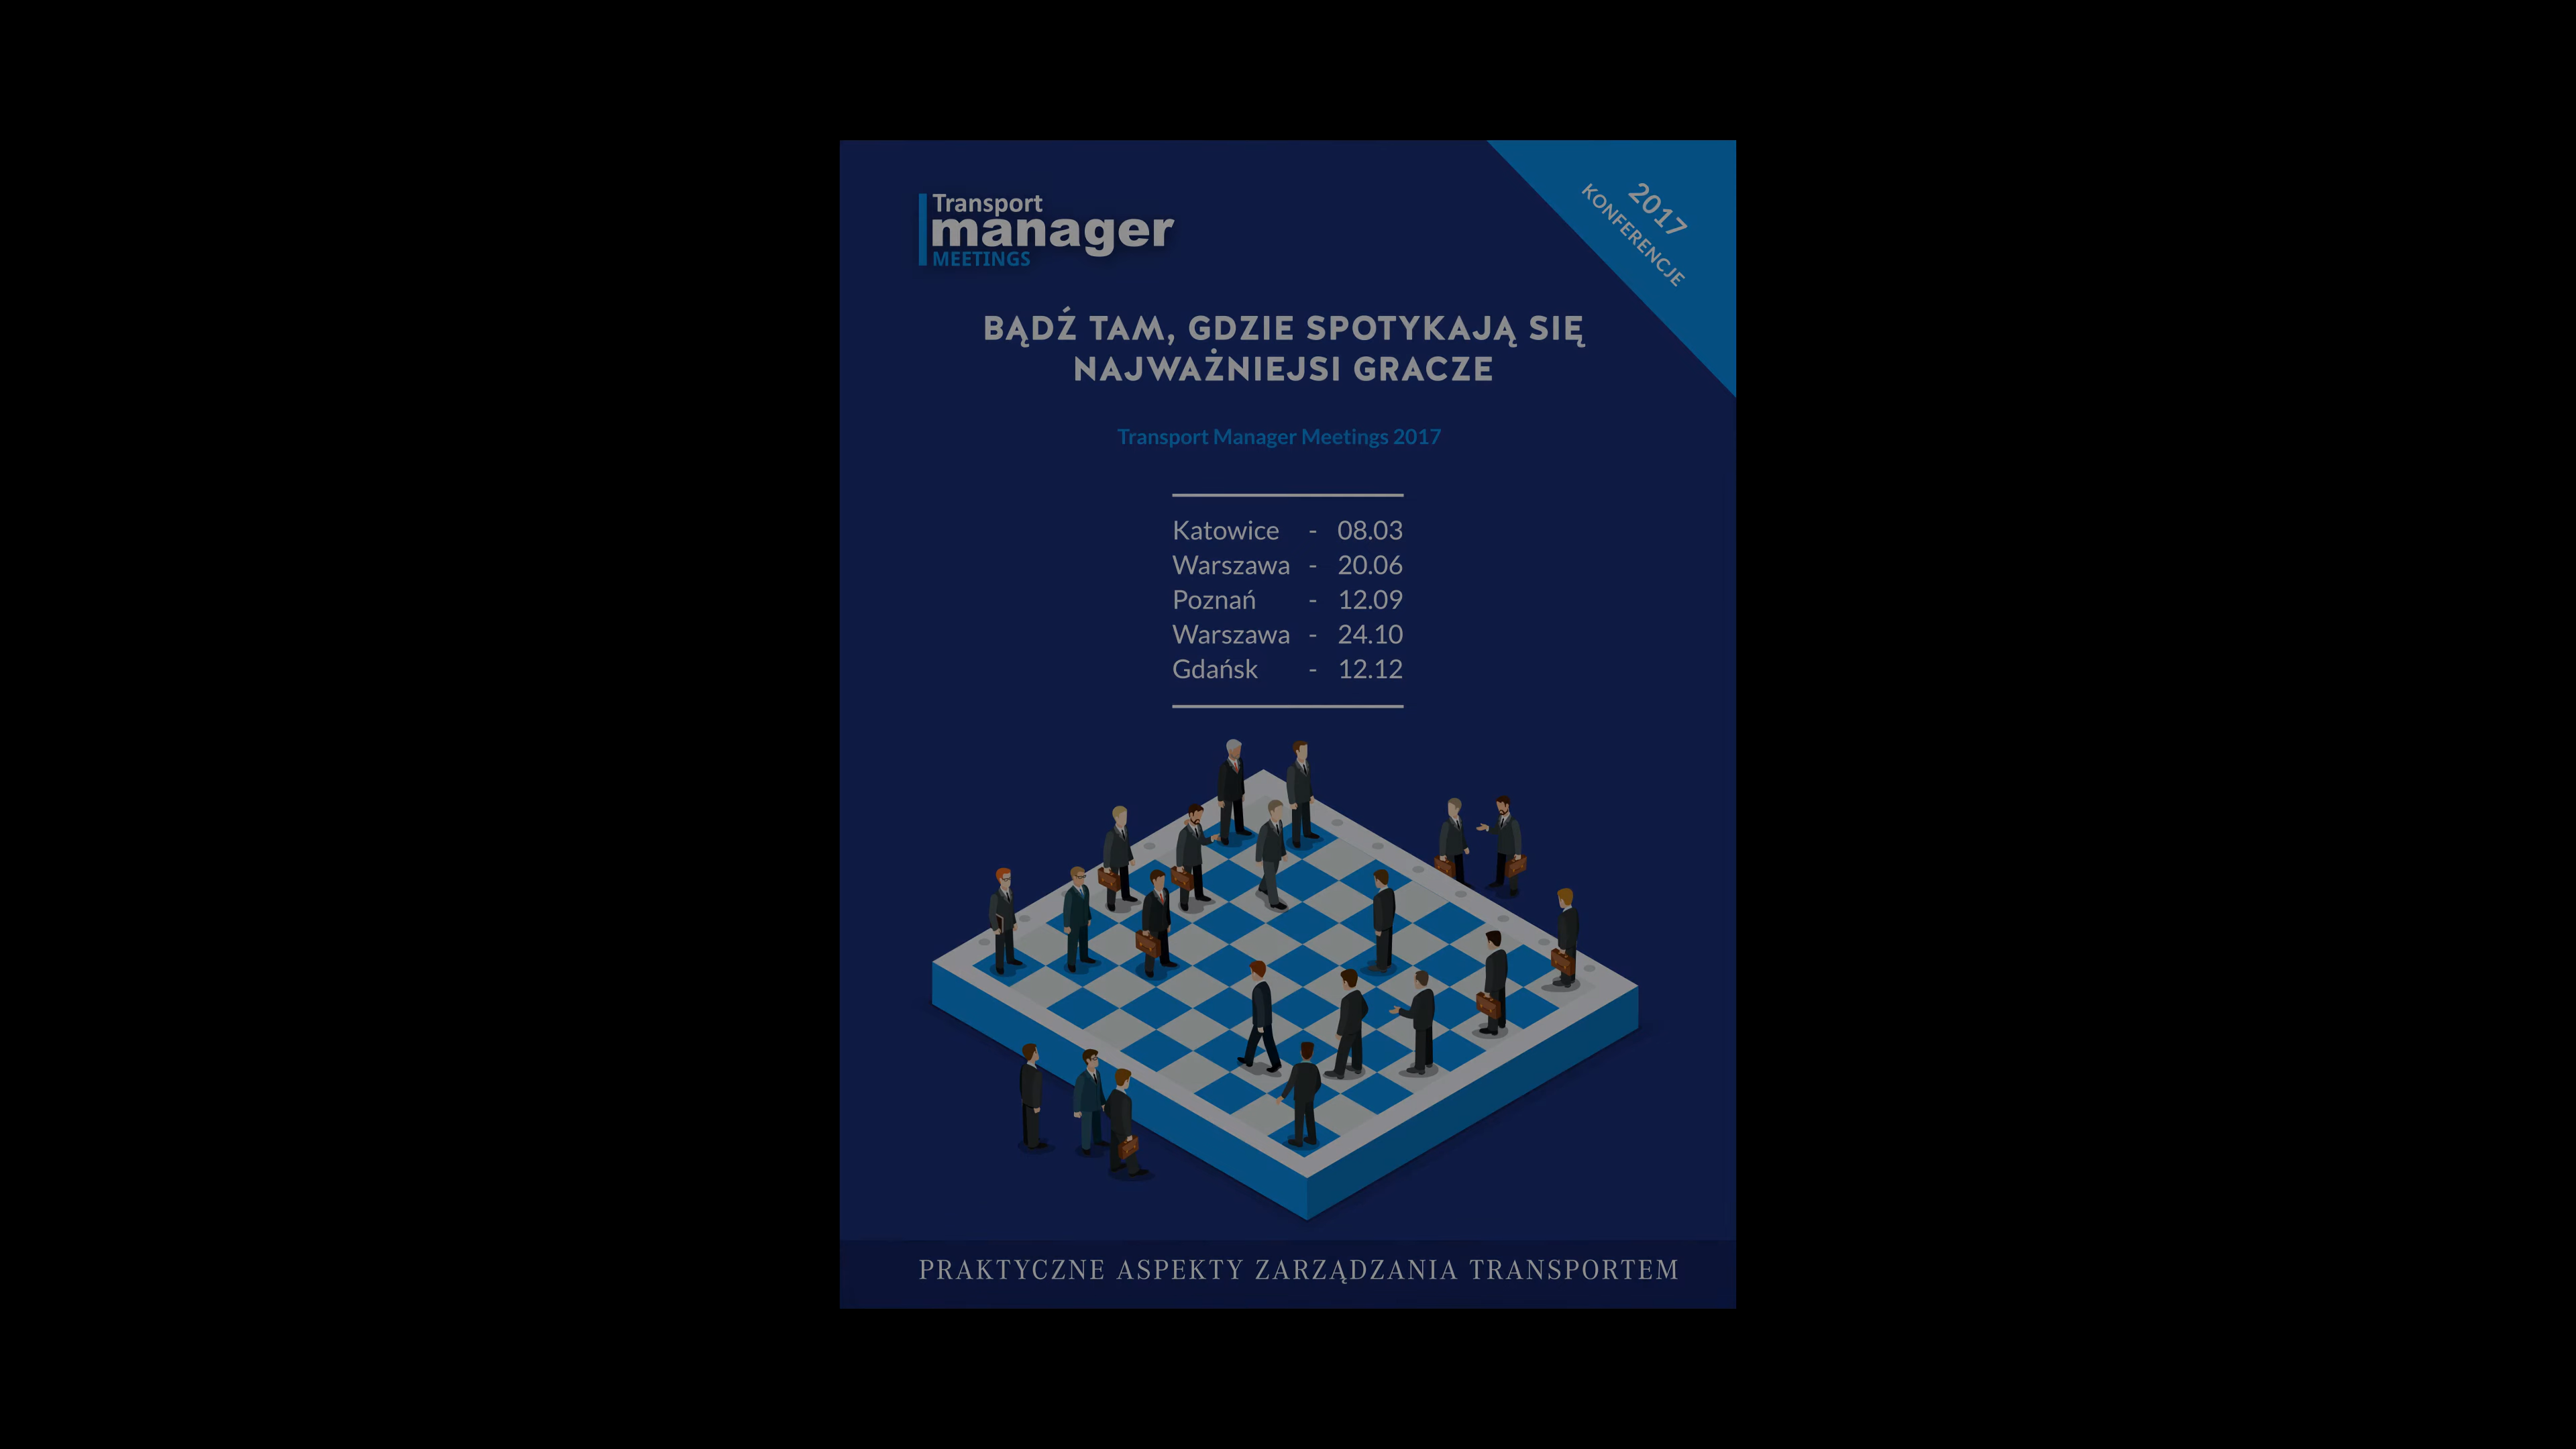 Transport
manager
MEETINGS
2017
KONFERENCJE
BĄDŹ TAM, GDZIE SPOTYKAJĄ SIĘ
NAJWAŻNIEJSI GRACZE
Transport Manager Meetings 2017
Katowice - 08.03
Warszawa - 20.06
Poznań - 12.09
Warszawa - 24.10
Gdańsk - 12.12
PRAKTYCZNE ASPEKTY ZARZĄDZANIA TRANSPORTEM